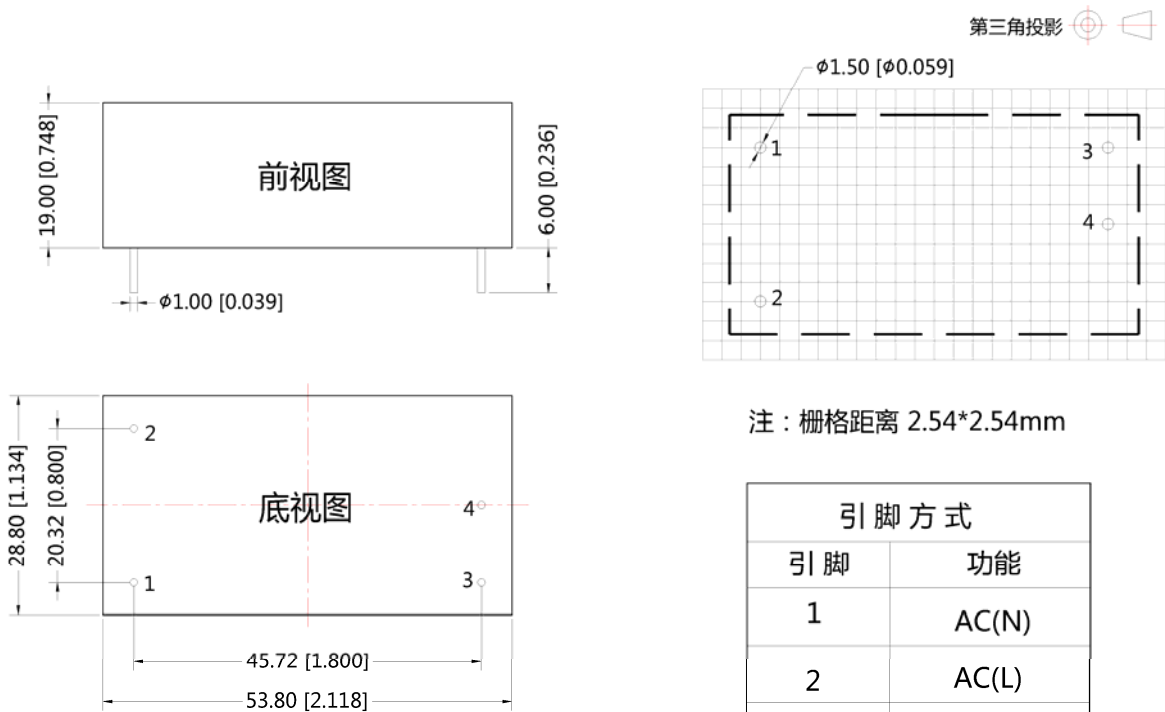 第三角投影
⌀1.50 [⌀0.059]
19.00 [0.748]
前视图
6.00 [0.236]
⌀1.00 [0.039]
1
3
4
2
28.80 [1.134]
20.32 [0.800]
2
底视图
4
1
3
45.72 [1.800]
53.80 [2.118]
注：栅格距离 2.54*2.54mm
引脚方式
引脚 功能
1 AC(N)
2 AC(L)